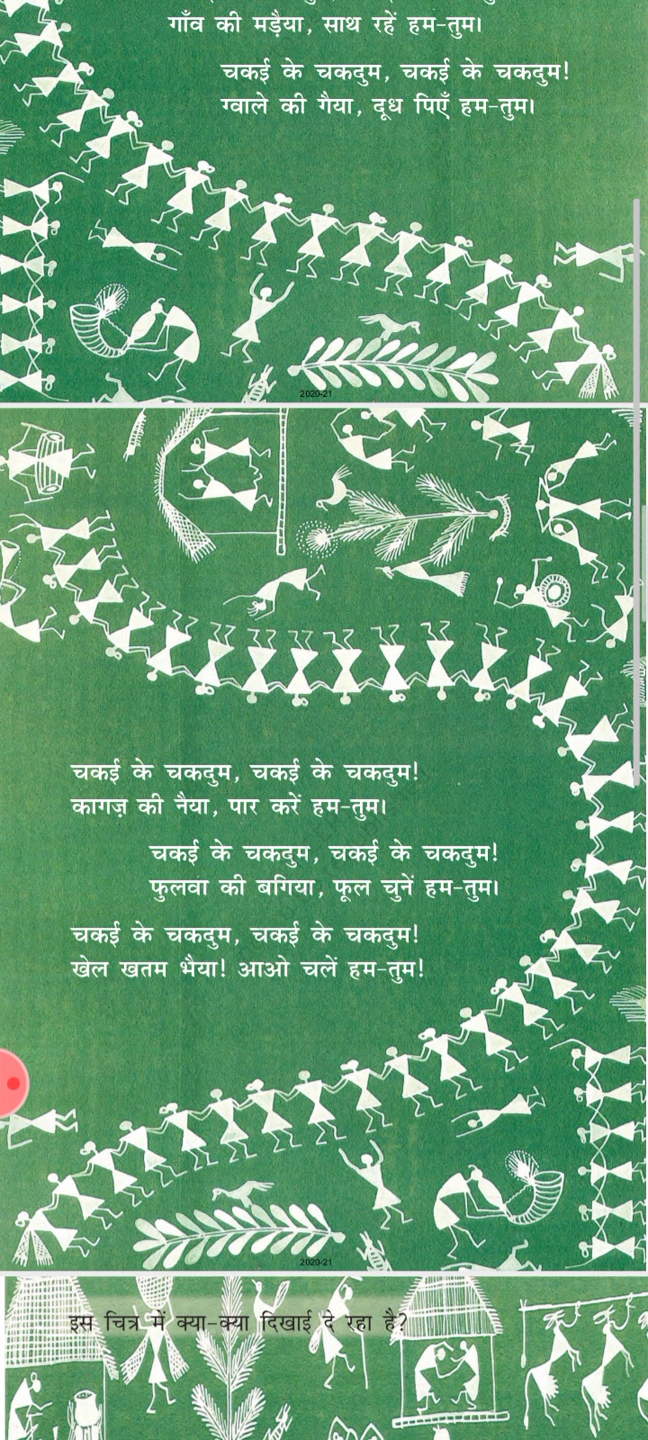 गाँव की मड़ैया, साथ रहें हम-तुम।
चकई के चकदुम, चकई के चकदुम!
ग्वाले की गैया, दूध पिएँ हम-तुम।
2020-21
चकई के चकदुम, चकई के चकदुम!
कागज़ की नैया, पार करें हम-तुम।
चकई के चकदुम, चकई के चकदुम!
फुलवा की बगिया, फूल चुनें हम-तुम।
चकई के चकदुम, चकई के चकदुम!
खेल खतम भैया! आओ चलें हम-तुम!
2020-21
इस चित्र में क्या-क्या दिखाई दे रहा है?